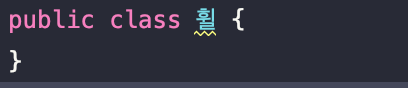 public class 휠 {
}